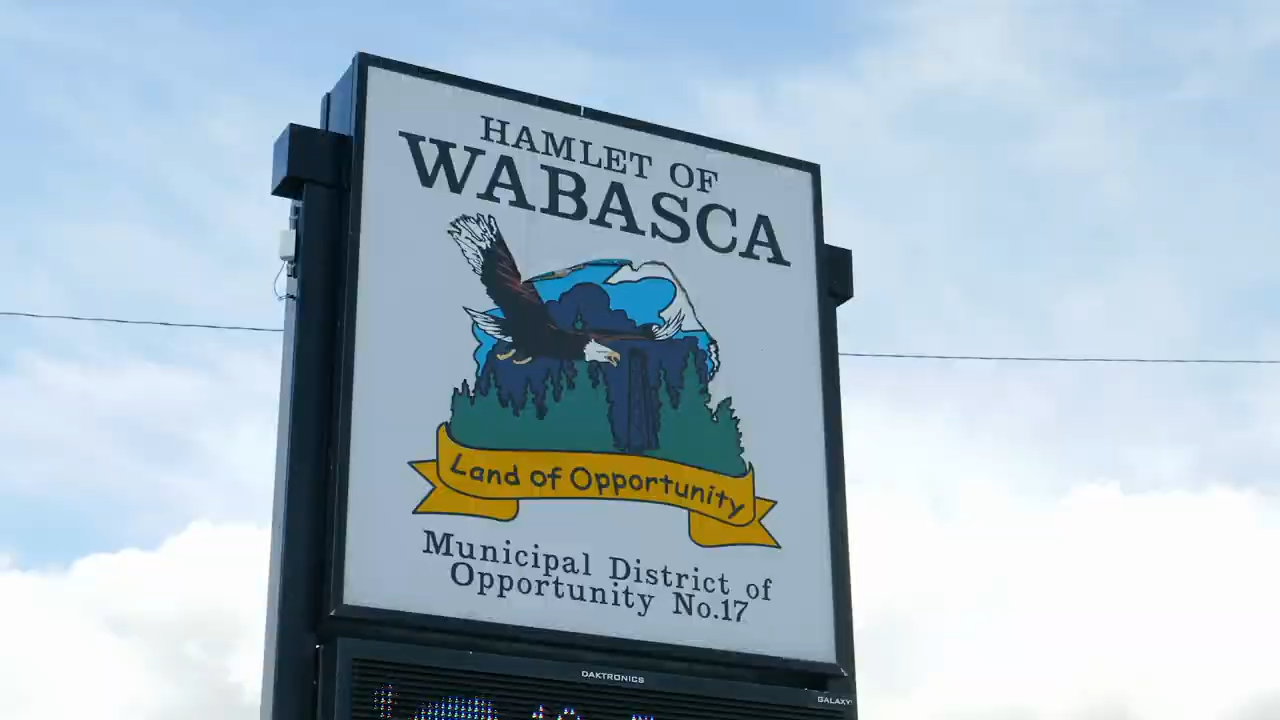 HAMLET OF
WABASCA
Land of Opportunity
Municipal District of
Opportunity No.17
DAKTRONICS
GALAXY